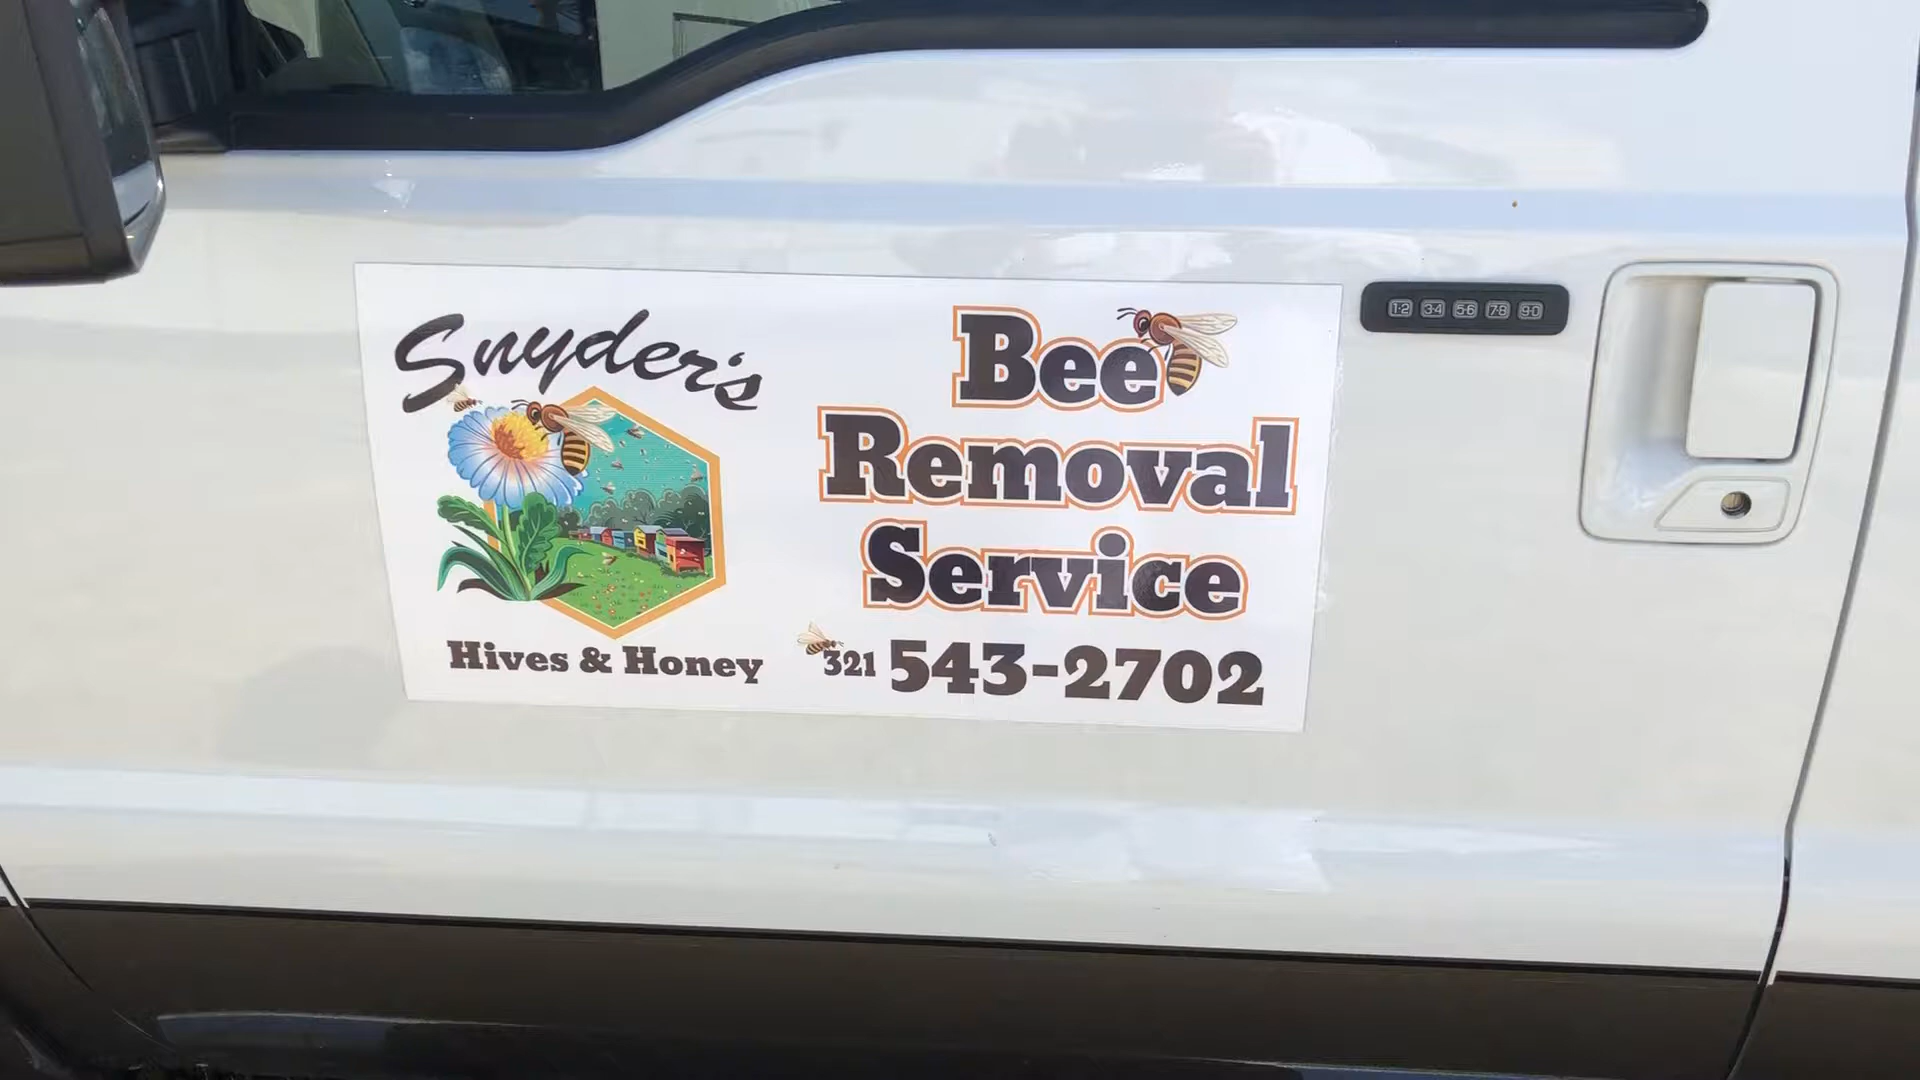 Snyder's
Hives & Honey
Bee
Removal
Service
321 543-2702
1·2 3·4 5·6 7·8 9·0